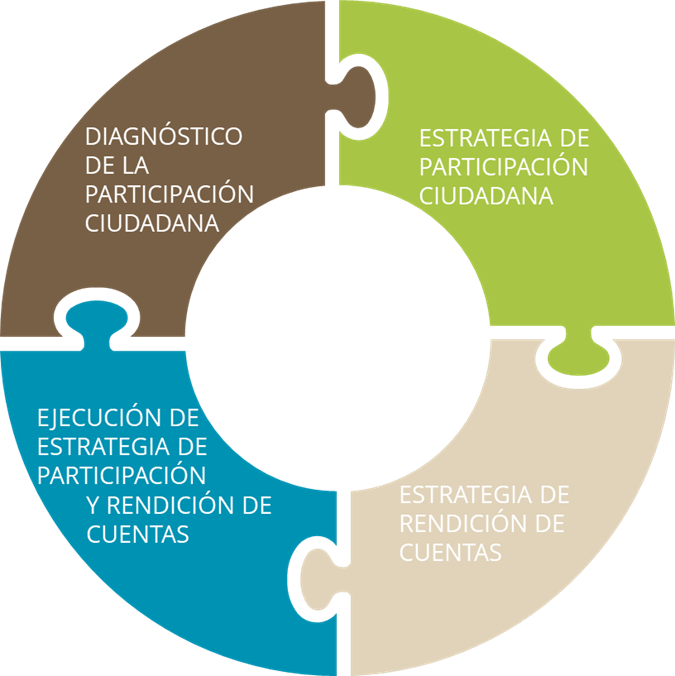 DIAGNÓSTICO
DE LA
PARTICIPACIÓN
CIUDADANA
ESTRATEGIA DE
PARTICIPACIÓN
CIUDADANA
EJECUCIÓN DE
ESTRATEGIA DE
PARTICIPACIÓN
Y RENDICIÓN DE
CUENTAS
ESTRATEGIA DE
RENDICIÓN DE
CUENTAS